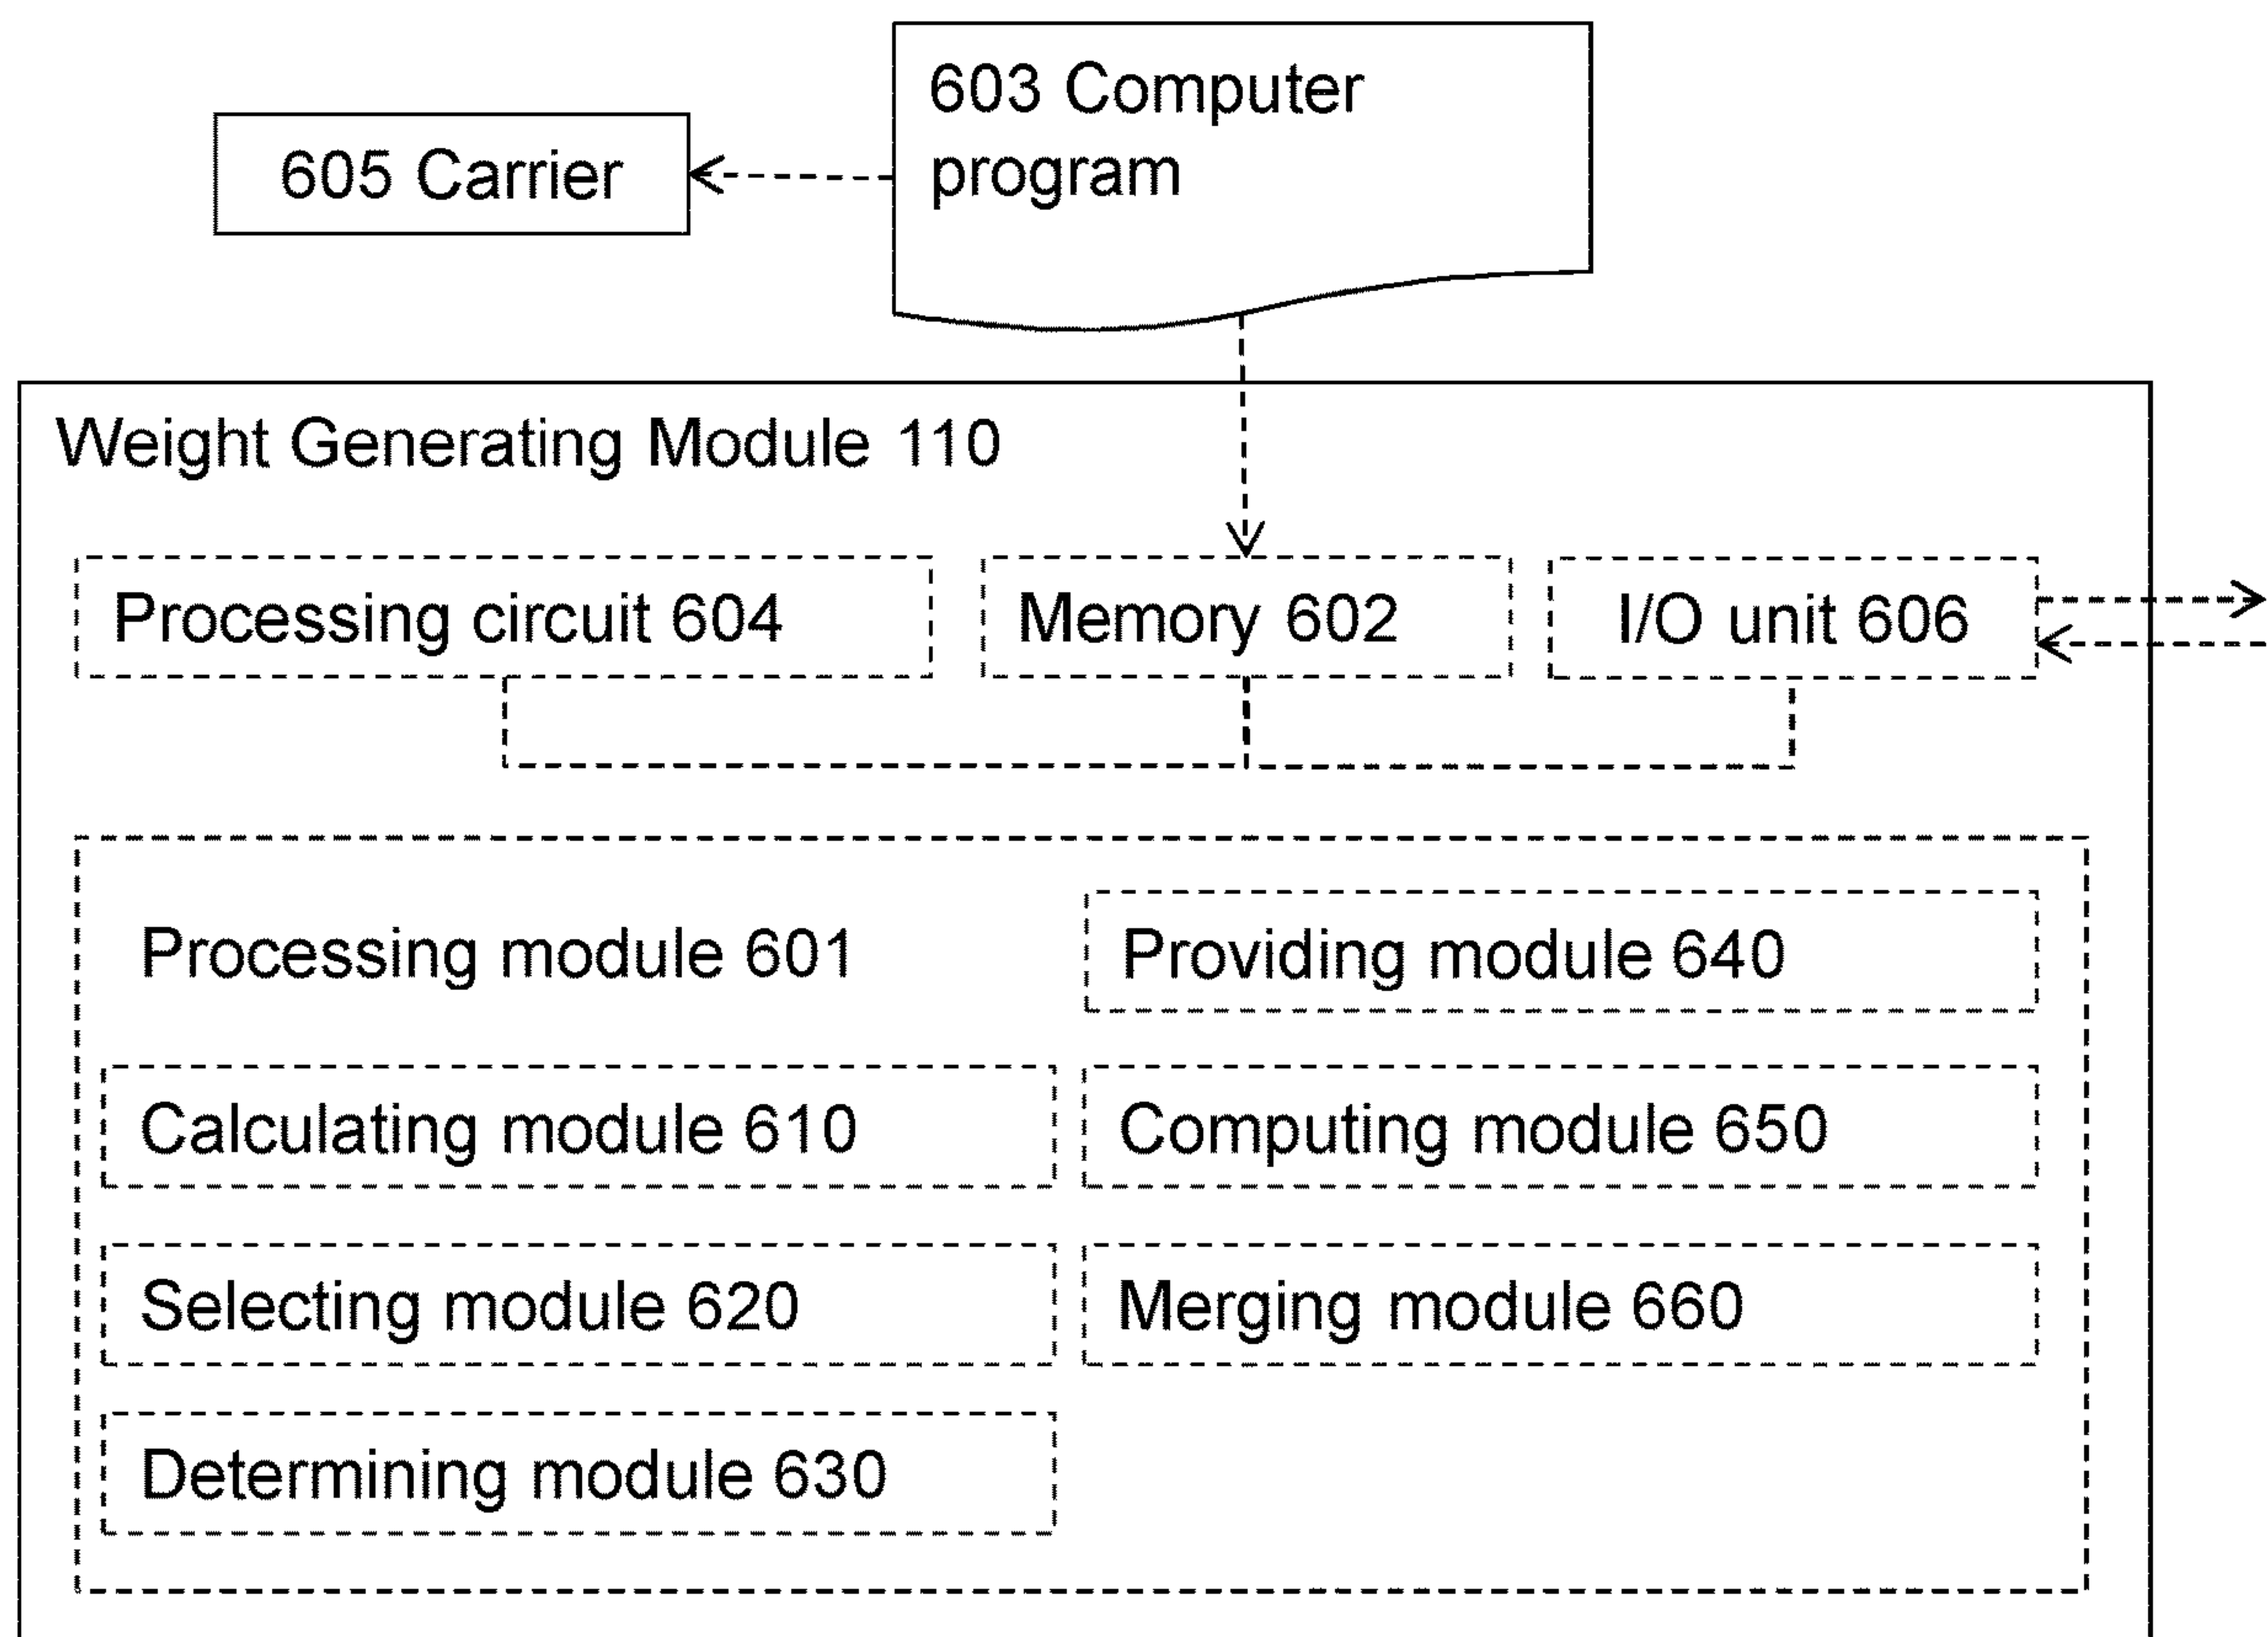 603 Computer
program
605 Carrier
Weight Generating Module 110
Processing circuit 604
Memory 602
I/O unit 606
Processing module 601
Providing module 640
Calculating module 610
Computing module 650
Selecting module 620
Merging module 660
Determining module 630